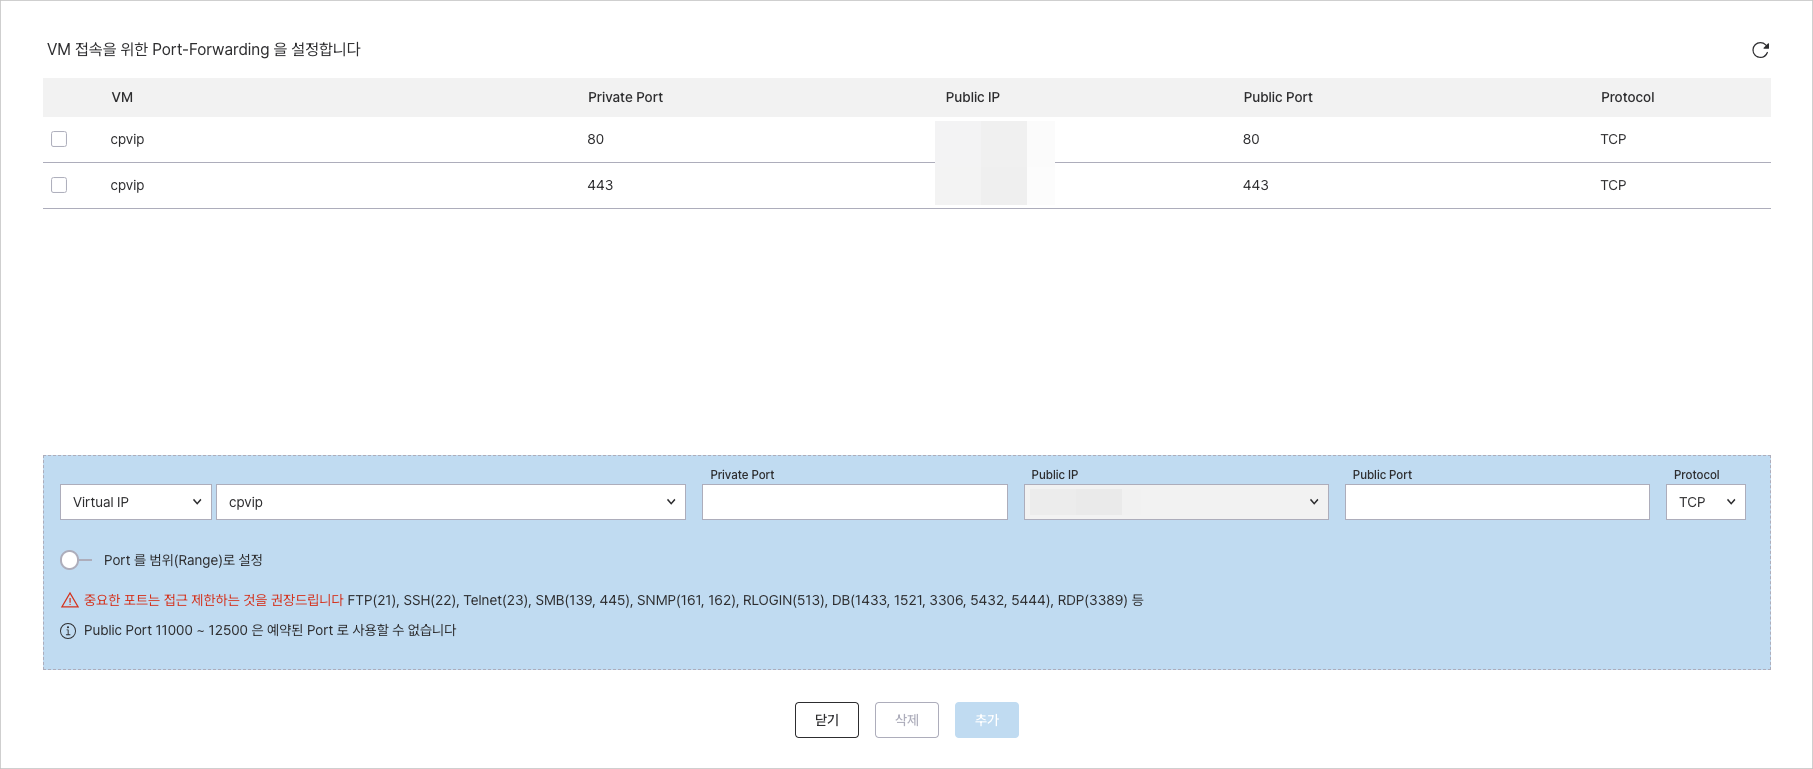 VM 접속을 위한 Port-Forwarding 을 설정합니다
VM Private Port Public IP Public Port Protocol
cpvip 80 80 TCP
cpvip 443 443 TCP
Private Port Public IP Public Port Protocol
Virtual IP cpvip TCP
Port 를 범위(Range)로 설정
중요한 포트는 접근 제한하는 것을 권장드립니다 FTP(21), SSH(22), Telnet(23), SMB(139, 445), SNMP(161, 162), RLOGIN(513), DB(1433, 1521, 3306, 5432, 5444), RDP(3389) 등
Public Port 11000 ~ 12500 은 예약된 Port 로 사용할 수 없습니다
닫기 삭제 추가